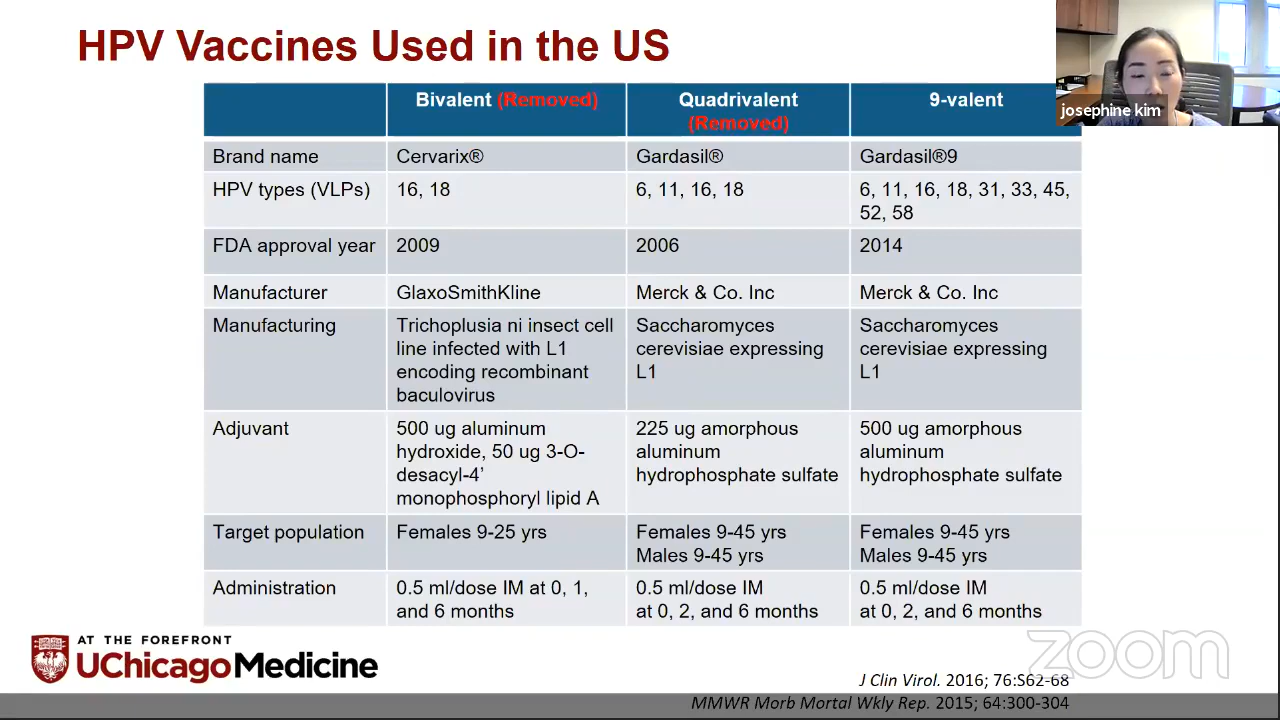 HPV Vaccines Used in the US
josephine kim
Bivalent (Removed)
Quadrivalent
(Removed)
9-valent
Brand name
Cervarix®
Gardasil®
Gardasil®9
HPV types (VLPs)
16, 18
6, 11, 16, 18
6, 11, 16, 18, 31, 33, 45,
52, 58
FDA approval year
2009
2006
2014
Manufacturer
GlaxoSmithKline
Merck & Co. Inc
Merck & Co. Inc
Manufacturing
Trichoplusia ni insect cell
line infected with L1
encoding recombinant
baculovirus
Saccharomyces
cerevisiae expressing
L1
Saccharomyces
cerevisiae expressing
L1
Adjuvant
500 ug aluminum
hydroxide, 50 ug 3-O-
desacyl-4’
monophosphoryl lipid A
225 ug amorphous
aluminum
hydrophosphate sulfate
500 ug amorphous
aluminum
hydrophosphate sulfate
Target population
Females 9-25 yrs
Females 9-45 yrs
Males 9-45 yrs
Females 9-45 yrs
Males 9-45 yrs
Administration
0.5 ml/dose IM at 0, 1,
and 6 months
0.5 ml/dose IM
at 0, 2, and 6 months
0.5 ml/dose IM
at 0, 2, and 6 months
AT THE FOREFRONT
UChicagoMedicine
zoom
J Clin Virol. 2016; 76:S62-68
MMWR Morb Mortal Wkly Rep. 2015; 64:300-304